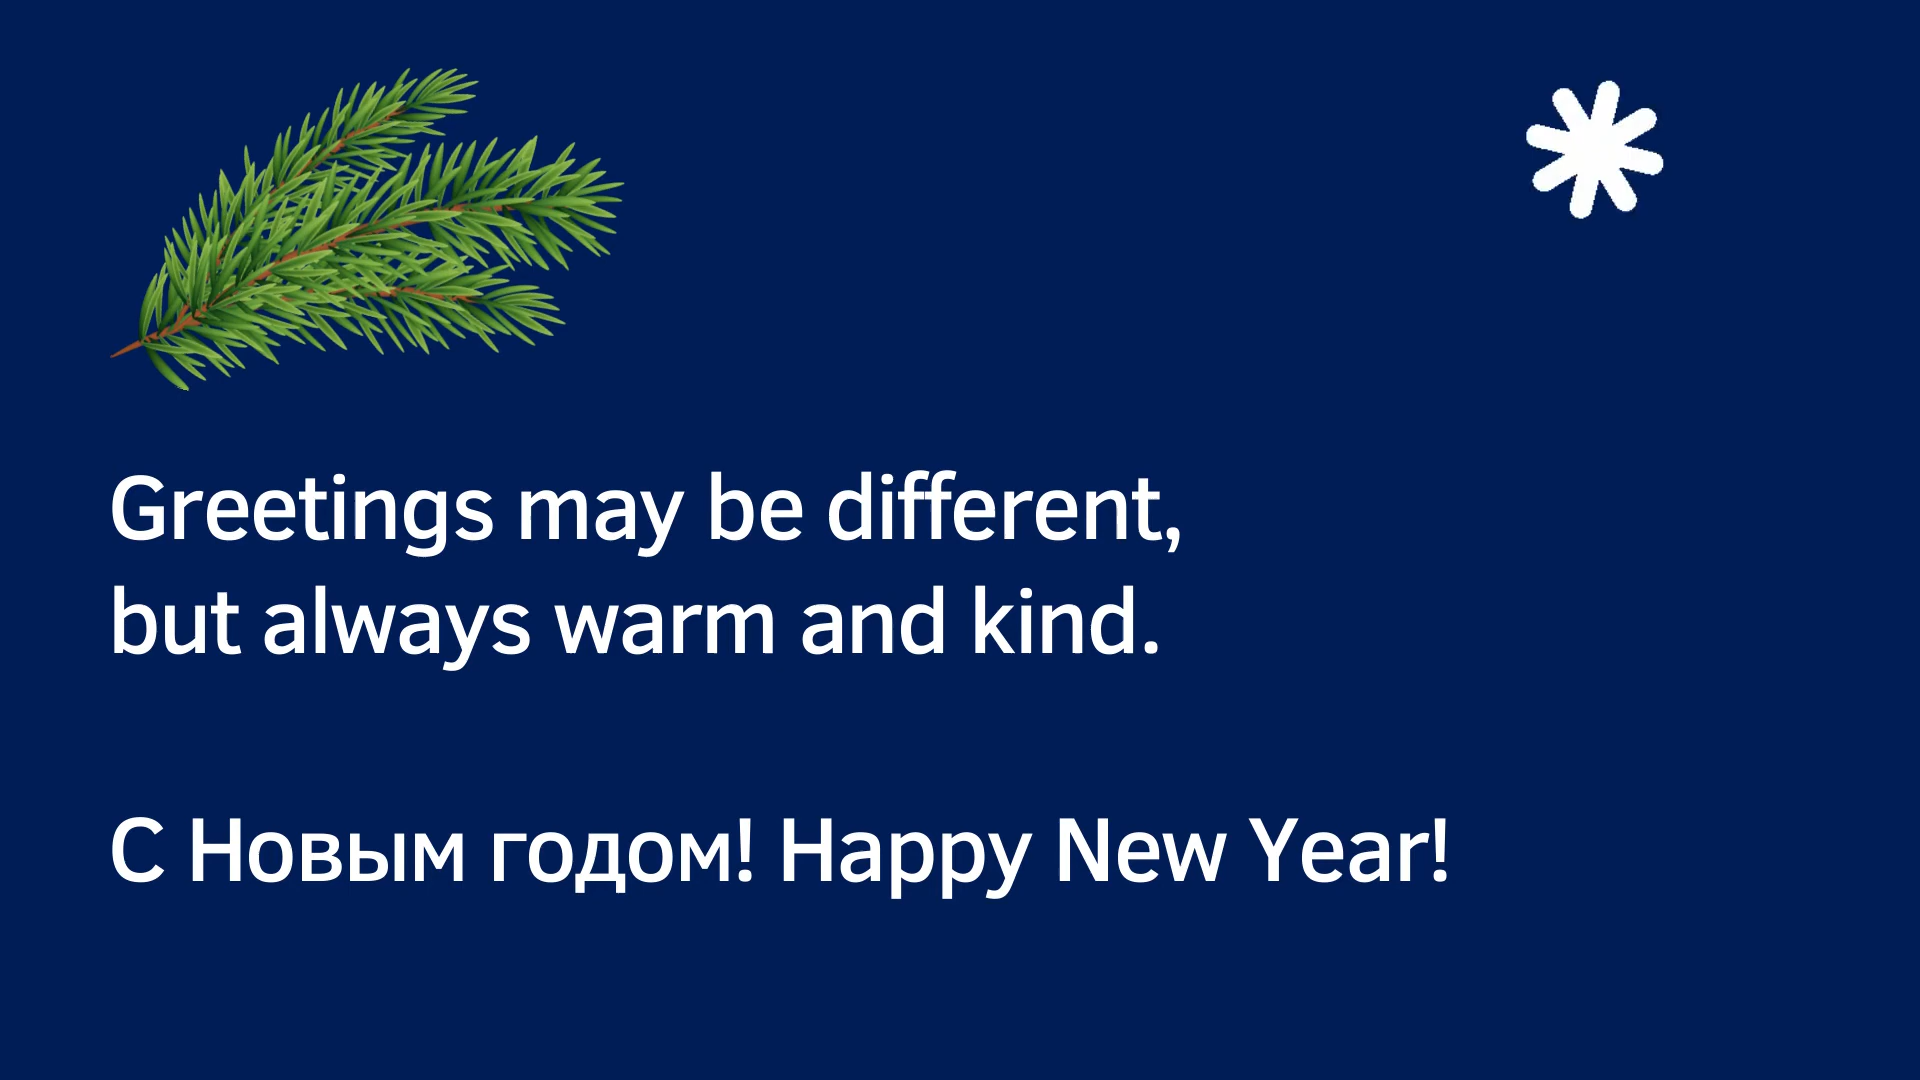 Greetings may be different,
but always warm and kind.
С Новым годом! Happy New Year!